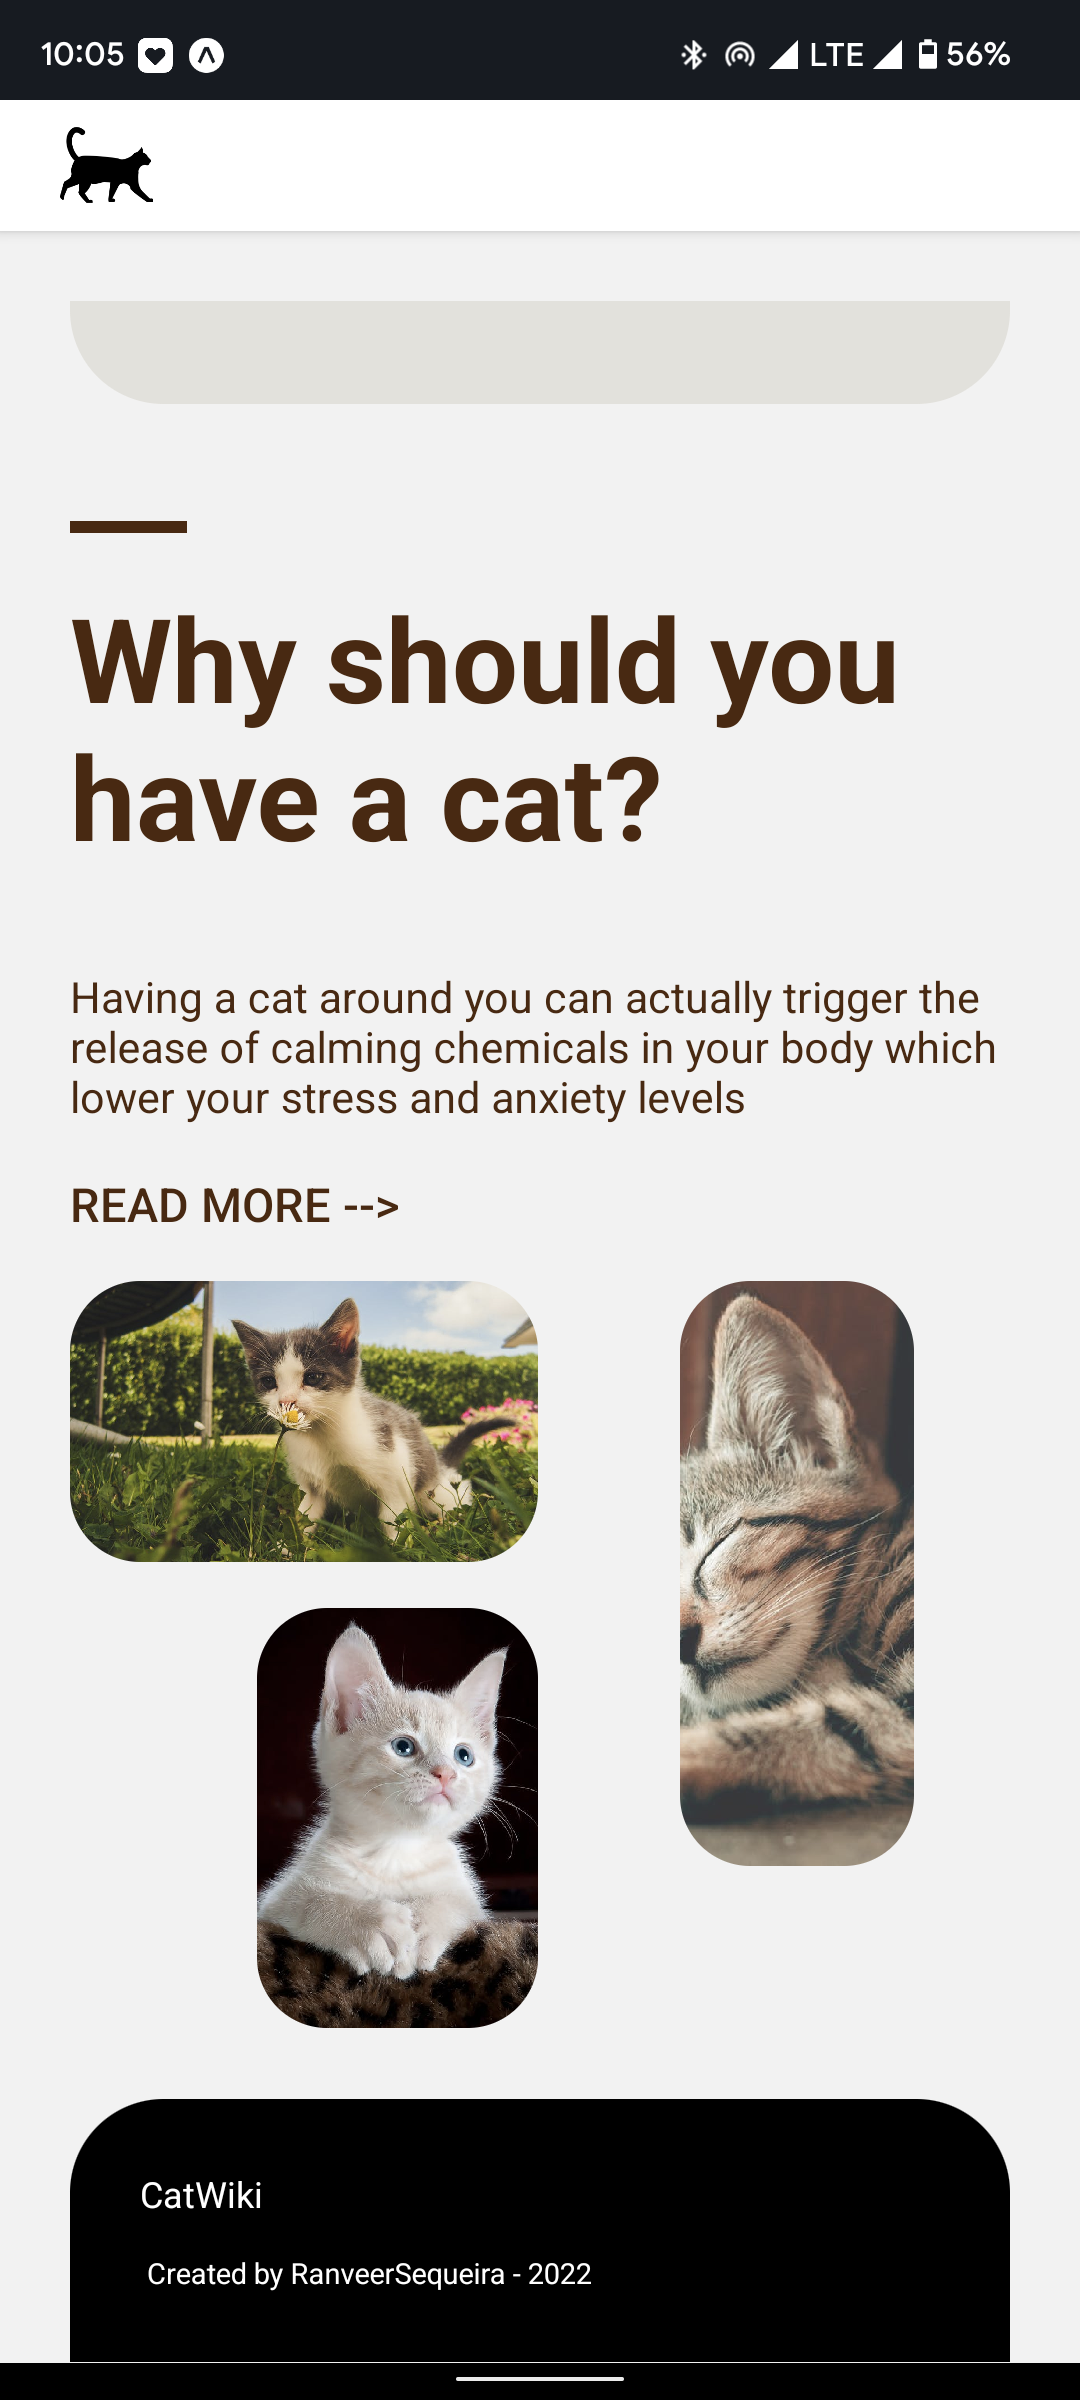 10:05
LTE
56%
Why should you
have a cat?
Having a cat around you can actually trigger the
release of calming chemicals in your body which
lower your stress and anxiety levels
READ MORE -->
CatWiki
Created by RanveerSequeira - 2022